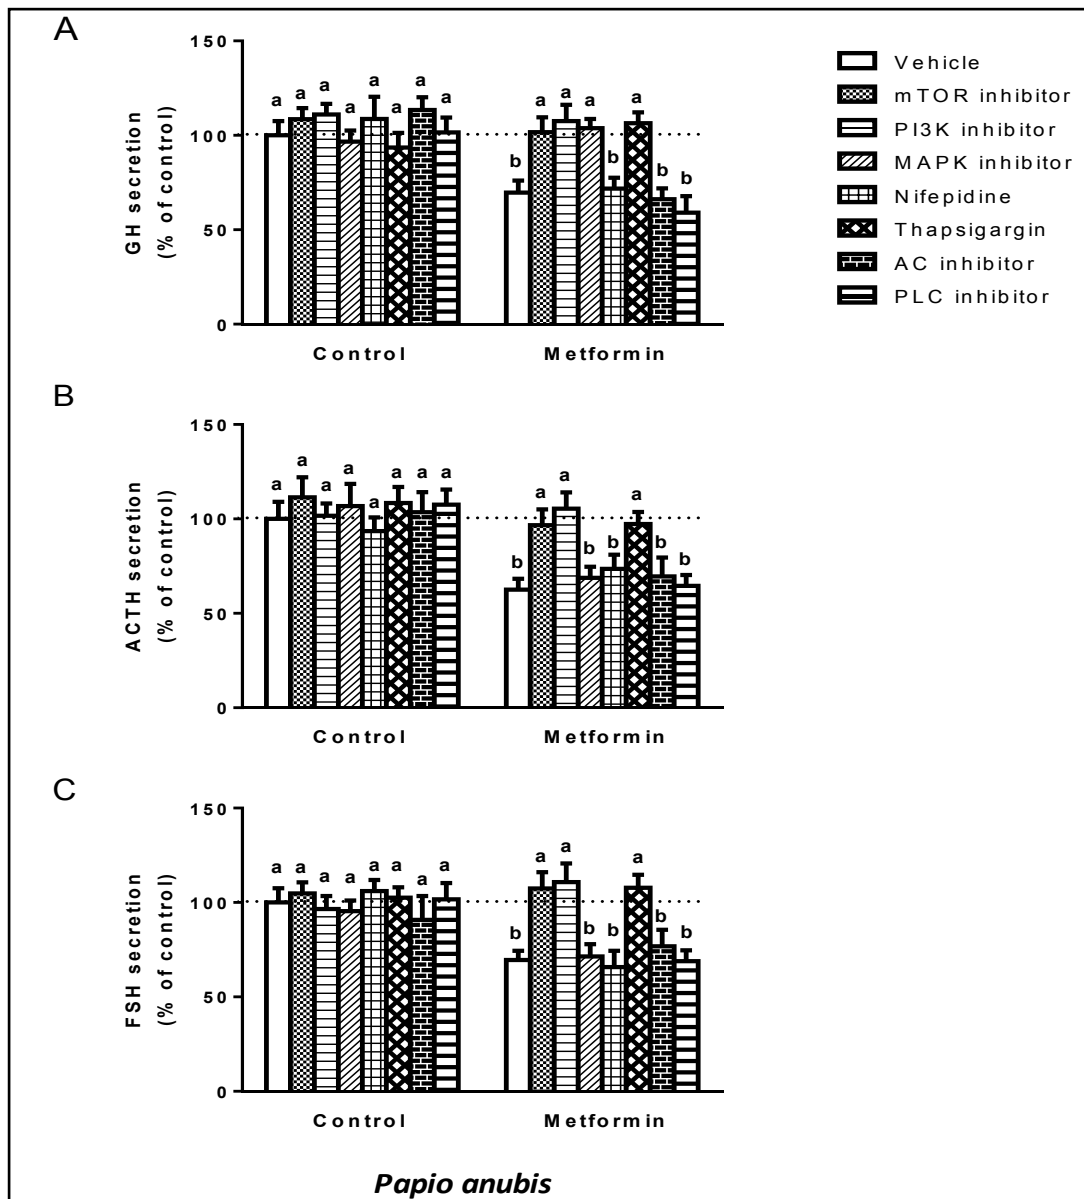 A
150
100
50
0
GH secretion
(% of control)
a a a a a a a a
b a a a b a b b
Control Metformin
Vehicle
mTOR inhibitor
PI3K inhibitor
MAPK inhibitor
Nifepidine
Thapsigargin
AC inhibitor
PLC inhibitor
B
150
100
50
0
ACTH secretion
(% of control)
a a a a a a a a
b a a b b a b b
Control Metformin
C
150
100
50
0
FSH secretion
(% of control)
a a a a a a a a
b a a b b a b b
Control Metformin
Papio anubis